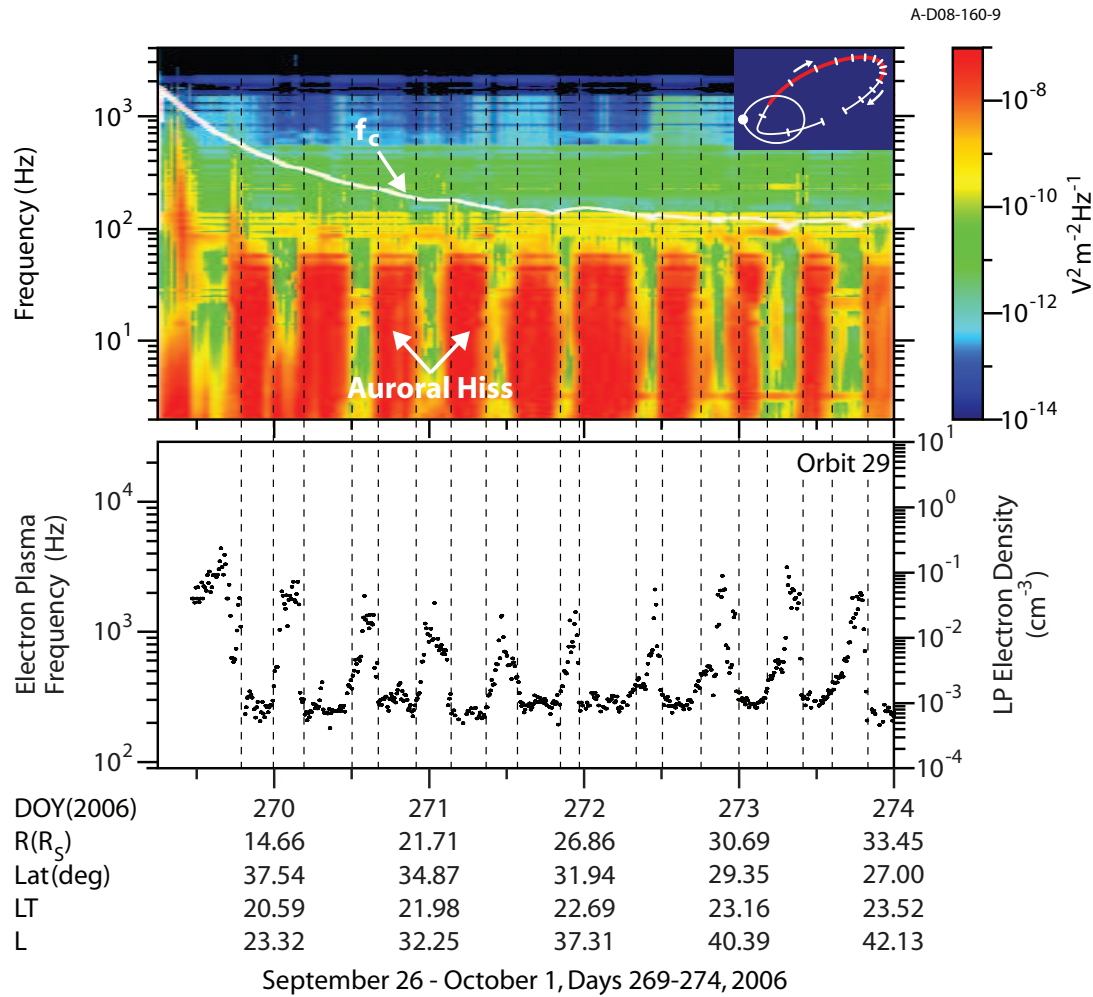 A-D08-160-9
Frequency (Hz)
10³
10²
10¹
f_c
Auroral Hiss
10⁻⁸
10⁻¹⁰
10⁻¹²
10⁻¹⁴
V²m⁻²Hz⁻¹
Orbit 29
Electron Plasma
Frequency (Hz)
10⁴
10³
10²
10¹
10⁰
10⁻¹
10⁻²
10⁻³
10⁻⁴
LP Electron Density
(cm⁻³)
DOY(2006) 270 271 272 273 274
R(R_S) 14.66 21.71 26.86 30.69 33.45
Lat(deg) 37.54 34.87 31.94 29.35 27.00
LT 20.59 21.98 22.69 23.16 23.52
L 23.32 32.25 37.31 40.39 42.13
September 26 - October 1, Days 269-274, 2006